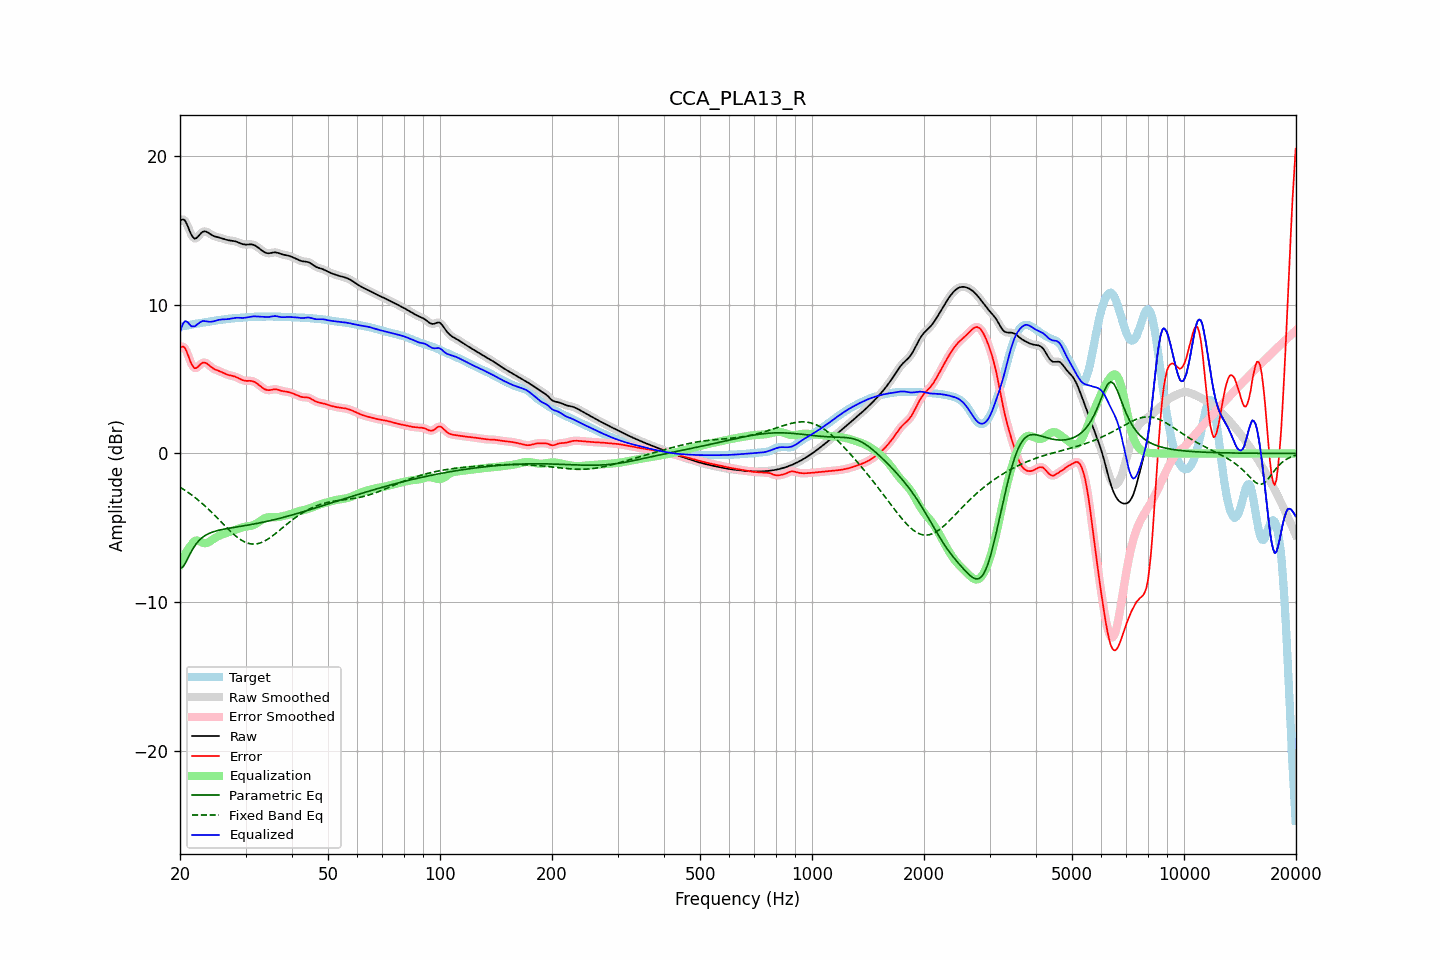 CCA_PLA13_R
Amplitude (dBr)
20
10
0
−10
−20
Target
Raw Smoothed
Error Smoothed
Raw
Error
Equalization
Parametric Eq
Fixed Band Eq
Equalized
20 50 100 200 500 1000 2000 5000 10000 20000
Frequency (Hz)